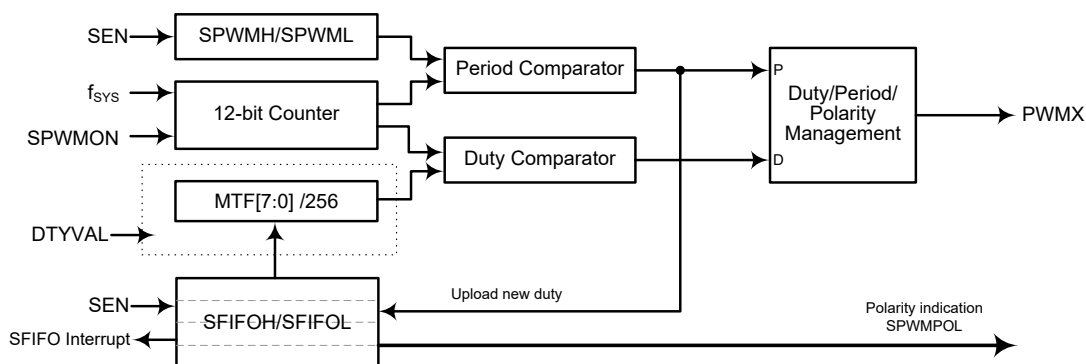 SEN
SPWMH/SPWML
Period Comparator
P
Duty/Period/
Polarity
Management
PWMX
fSYS
12-bit Counter
SPWMON
Duty Comparator
D
MTF[7:0] /256
DTYVAL
SEN
SFIFOH/SFIFOL
Upload new duty
SFIFO Interrupt
Polarity indication
SPWMPOL